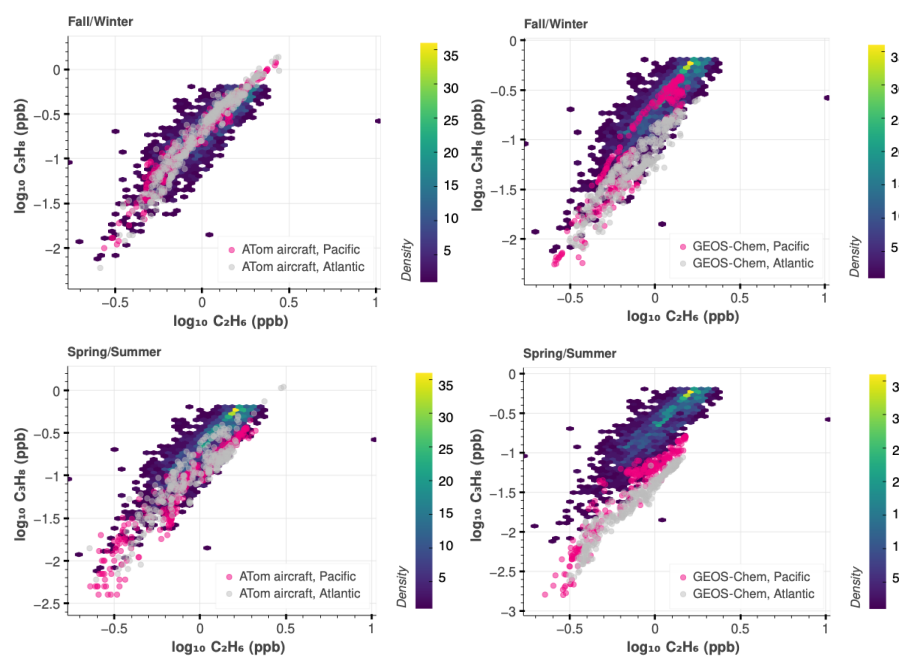 Fall/Winter
log₁₀ C₃H₈ (ppb)
0
−0.5
−1
−1.5
−2
−0.5
0
0.5
1
log₁₀ C₂H₆ (ppb)
ATom aircraft, Pacific
ATom aircraft, Atlantic
Density
35
30
25
20
15
10
5
Fall/Winter
log₁₀ C₃H₈ (ppb)
0
−0.5
−1
−1.5
−2
−0.5
0
0.5
1
log₁₀ C₂H₆ (ppb)
GEOS-Chem, Pacific
GEOS-Chem, Atlantic
Density
35
30
25
20
15
10
5
Spring/Summer
log₁₀ C₃H₈ (ppb)
0
−0.5
−1
−1.5
−2
−2.5
−0.5
0
0.5
1
log₁₀ C₂H₆ (ppb)
ATom aircraft, Pacific
ATom aircraft, Atlantic
Density
35
30
25
20
15
10
5
Spring/Summer
log₁₀ C₃H₈ (ppb)
0
−0.5
−1
−1.5
−2
−2.5
−3
−0.5
0
0.5
1
log₁₀ C₂H₆ (ppb)
GEOS-Chem, Pacific
GEOS-Chem, Atlantic
Density